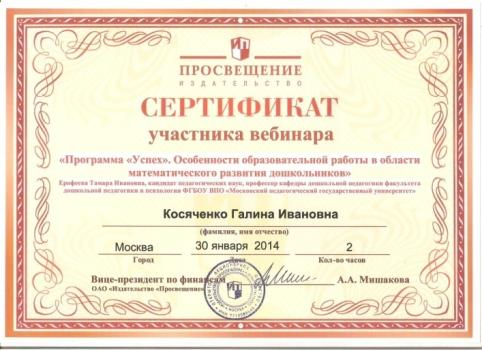 ИП
ПРОСВЕЩЕНИЕ
ИЗДАТЕЛЬСТВО
СЕРТИФИКАТ
участника вебинара
«Программа «Успех». Особенности образовательной работы в области
математического развития дошкольников»
Ерофеева Тамара Ивановна, кандидат педагогических наук, профессор кафедры дошкольной педагогики факультета
дошкольной педагогики и психологии ФГБОУ ВПО «Московский педагогический государственный университет»
Косяченко Галина Ивановна
(фамилия, имя отчество)
Москва 30 января 2014 2
Город Дата Кол-во часов
Вице-президент по финансам А.А. Мишакова
ОАО «Издательство «Просвещение»